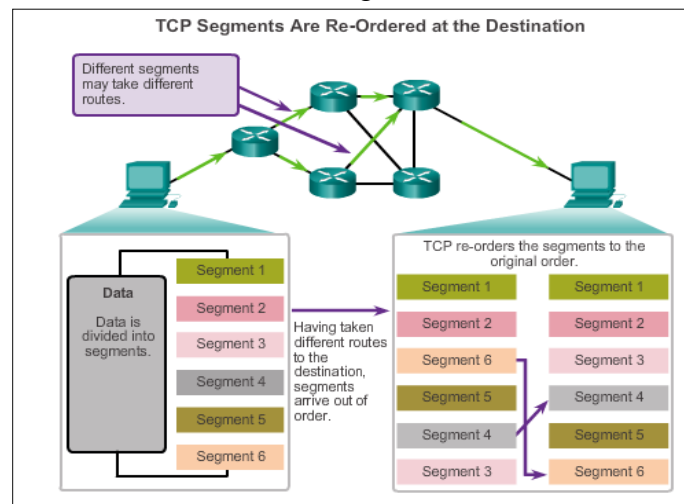 TCP Segments Are Re-Ordered at the Destination
Different segments
may take different
routes.
Data
Data is
divided into
segments.
Segment 1
Segment 2
Segment 3
Segment 4
Segment 5
Segment 6
Having taken
different routes
to the
destination,
segments
arrive out of
order.
TCP re-orders the segments to the
original order.
Segment 1
Segment 2
Segment 6
Segment 5
Segment 4
Segment 3
Segment 1
Segment 2
Segment 3
Segment 4
Segment 5
Segment 6